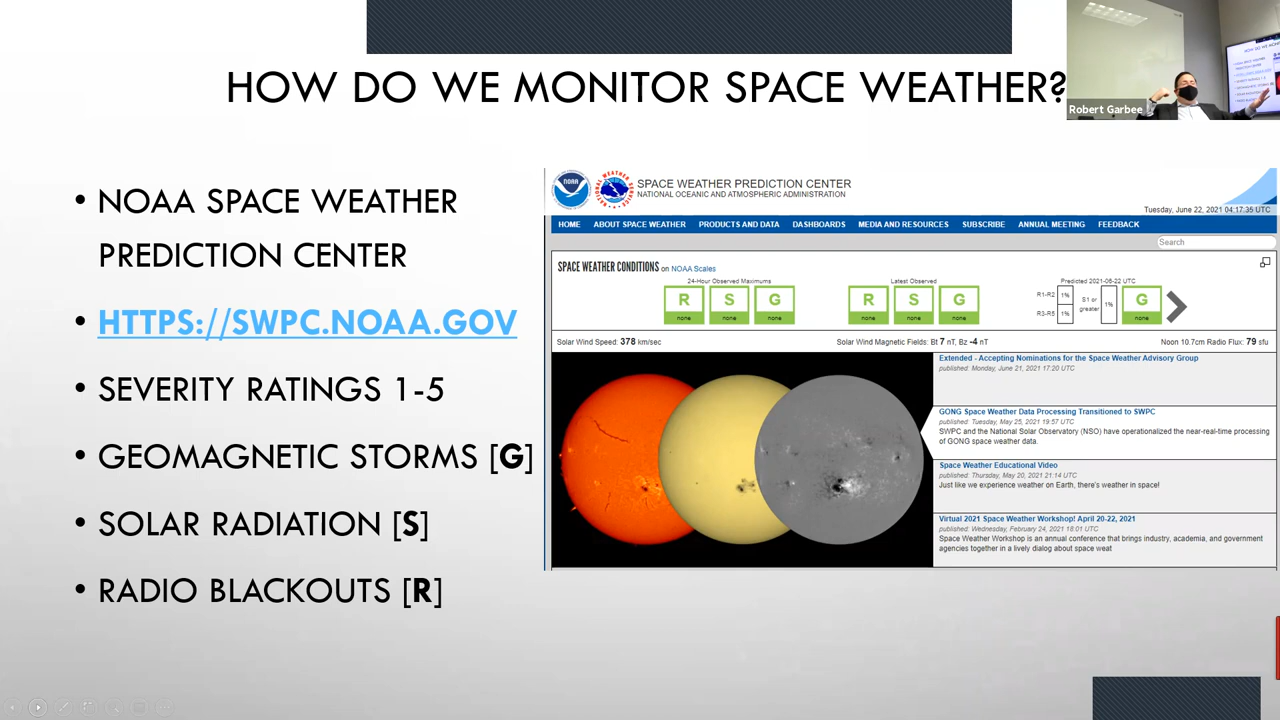 HOW DO WE MONITOR SPACE WEATHER?
Robert Garbee
• NOAA SPACE WEATHER
PREDICTION CENTER
• HTTPS://SWPC.NOAA.GOV
• SEVERITY RATINGS 1-5
• GEOMAGNETIC STORMS [G]
• SOLAR RADIATION [S]
• RADIO BLACKOUTS [R]
NOAA
SPACE WEATHER PREDICTION CENTER
NATIONAL OCEANIC AND ATMOSPHERIC ADMINISTRATION
Tuesday, June 22, 2021 04:17:35 UTC
HOME ABOUT SPACE WEATHER PRODUCTS AND DATA DASHBOARDS MEDIA AND RESOURCES SUBSCRIBE ANNUAL MEETING FEEDBACK
Search
SPACE WEATHER CONDITIONS on NOAA Scales
24-Hour Observed Maximums
R S G
none none none
Latest Observed
R S G
none none none
Predicted 2021-06-22 UTC
R1-R2 1%
R3-R5 1%
S1 or greater 1%
G
none
Solar Wind Speed: 378 km/sec
Solar Wind Magnetic Fields: Bt 7 nT, Bz -4 nT
Noon 10.7cm Radio Flux: 79 sfu
Extended - Accepting Nominations for the Space Weather Advisory Group
published: Monday, June 21, 2021 17:20 UTC
GONG Space Weather Data Processing Transitioned to SWPC
published: Tuesday, May 25, 2021 19:57 UTC
SWPC and the National Solar Observatory (NSO) have operationalized the near-real-time processing
of GONG space weather data.
Space Weather Educational Video
published: Thursday, May 20, 2021 21:14 UTC
Just like we experience weather on Earth, there's weather in space!
Virtual 2021 Space Weather Workshop! April 20-22, 2021
published: Wednesday, February 24, 2021 18:01 UTC
Space Weather Workshop is an annual conference that brings industry, academia, and government
agencies together in a lively dialog about space weat